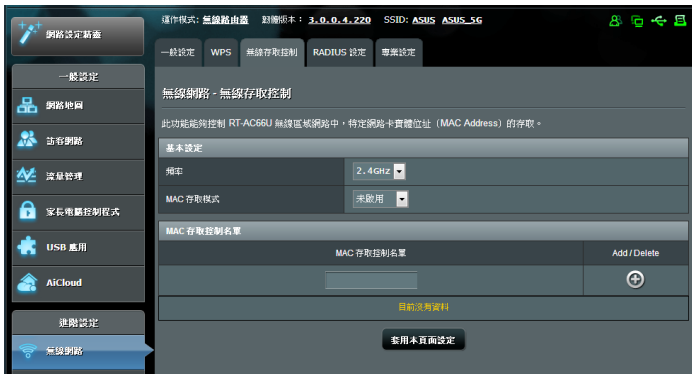 運作模式: 無線路由器 韌體版本: 3.0.0.4.220 SSID: ASUS ASUS_5G
網路設定精靈
一般設定 WPS 無線存取控制 RADIUS 設定 專業設定
一般設定
網路地圖
訪客網路
流量管理
家長電腦控制程式
USB 應用
AiCloud
進階設定
無線網路
無線網路 - 無線存取控制
此功能能夠控制 RT-AC66U 無線區域網路中，特定網路卡實體位址（MAC Address）的存取。
基本設定
頻率 2.4GHz
MAC 存取模式 未啟用
MAC 存取控制名單
MAC 存取控制名單 Add / Delete
目前沒有資料
套用本頁面設定